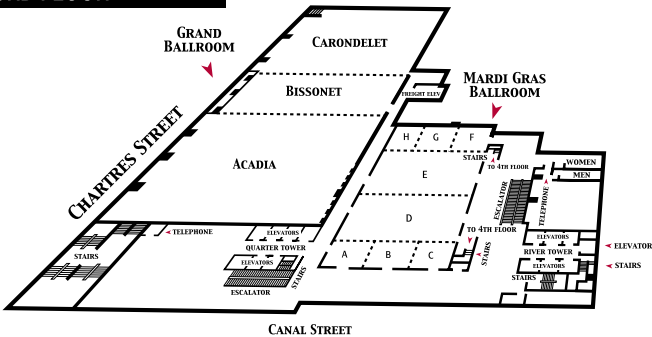 GRAND
BALLROOM
CARONDELET
BISSONET
ACADIA
CHARTRES STREET
FREIGHT ELEV
MARDI GRAS
BALLROOM
H
G
F
STAIRS
TO 4TH FLOOR
E
D
TO 4TH FLOOR
STAIRS
A
B
C
ESCALATOR
TELEPHONE
WOMEN
MEN
ELEVATORS
RIVER TOWER
ELEVATORS
STAIRS
ELEVATOR
STAIRS
TELEPHONE
STAIRS
ELEVATORS
QUARTER TOWER
ELEVATORS
STAIRS
ESCALATOR
CANAL STREET